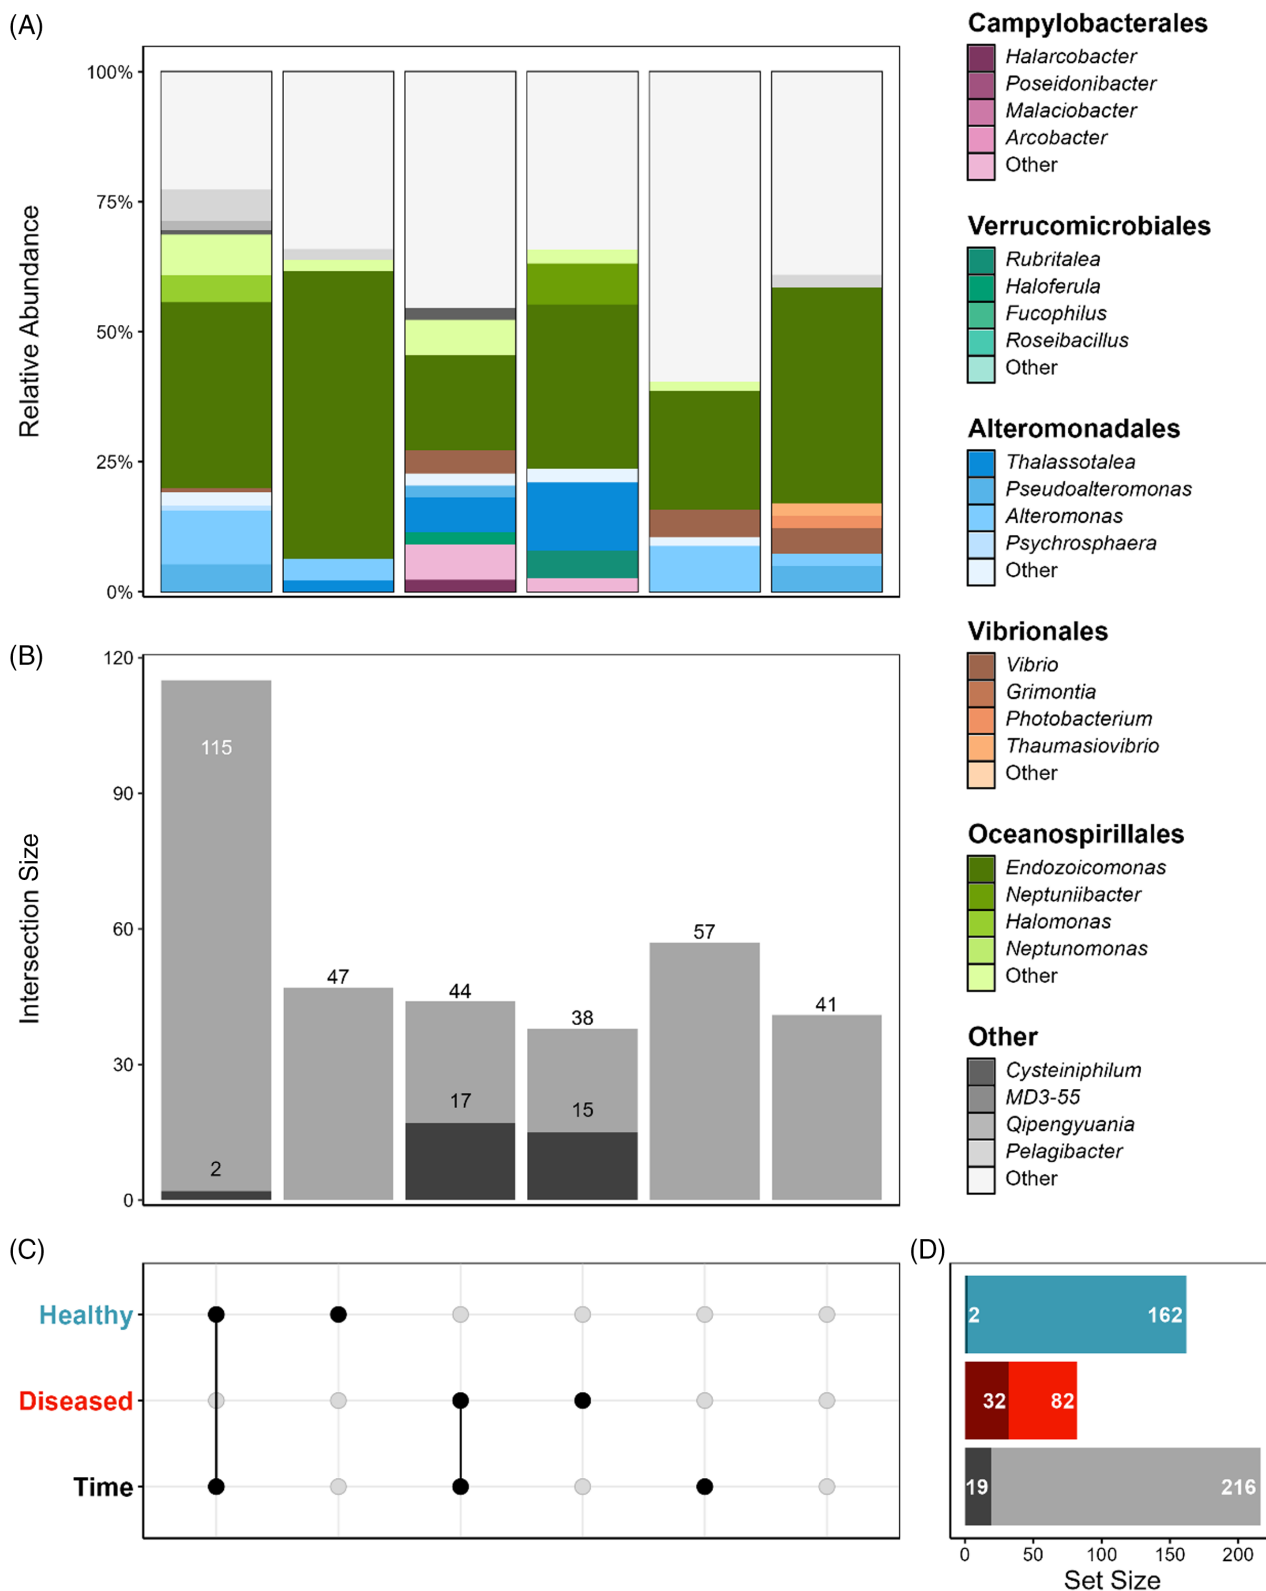 (A)
100%
75%
50%
25%
0%
Relative Abundance
Campylobacterales
Halarcobacter
Poseidonibacter
Malaciobacter
Arcobacter
Other
Verrucomicrobiales
Rubritalea
Haloferula
Fucophilus
Roseibacillus
Other
Alteromonadales
Thalassotalea
Pseudoalteromonas
Alteromonas
Psychrosphaera
Other
Vibrionales
Vibrio
Grimontia
Photobacterium
Thaumasiovibrio
Other
Oceanospirillales
Endozoicomonas
Neptuniibacter
Halomonas
Neptunomonas
Other
Other
Cysteiniphilum
MD3-55
Qipengyuania
Pelagibacter
Other
(B)
120
90
60
30
0
Intersection Size
115
2
47
44
17
38
15
57
41
(C)
Healthy
Diseased
Time
(D)
2 162
32 82
19 216
0 50 100 150 200
Set Size